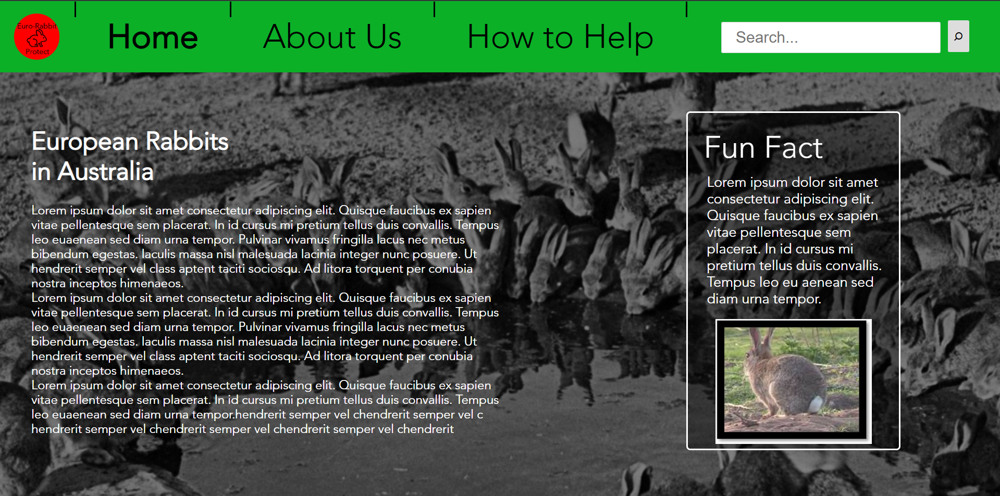 Euro-Rabbit
Protect
Home
About Us
How to Help
Search...
European Rabbits
in Australia
Lorem ipsum dolor sit amet consectetur adipiscing elit. Quisque faucibus ex sapien
vitae pellentesque sem placerat. In id cursus mi pretium tellus duis convallis. Tempus
leo euaenean sed diam urna tempor. Pulvinar vivamus fringilla lacus nec metus
bibendum egestas. Iaculis massa nisl malesuada lacinia integer nunc posuere. Ut
hendrerit semper vel class aptent taciti sociosqu. Ad litora torquent per conubia
nostra inceptos himenaeos.
Lorem ipsum dolor sit amet consectetur adipiscing elit. Quisque faucibus ex sapien
vitae pellentesque sem placerat. In id cursus mi pretium tellus duis convallis. Tempus
leo euaenean sed diam urna tempor. Pulvinar vivamus fringilla lacus nec metus
bibendum egestas. Iaculis massa nisl malesuada lacinia integer nunc posuere. Ut
hendrerit semper vel class aptent taciti sociosqu. Ad litora torquent per conubia
nostra inceptos himenaeos.
Lorem ipsum dolor sit amet consectetur adipiscing elit. Quisque faucibus ex sapien
vitae pellentesque sem placerat. In id cursus mi pretium tellus duis convallis. Tempus
leo euaenean sed diam urna tempor.hendrerit semper vel chendrerit semper vel c
hendrerit semper vel chendrerit semper vel chendrerit semper vel chendrerit
Fun Fact
Lorem ipsum dolor sit amet
consectetur adipiscing elit.
Quisque faucibus ex sapien
vitae pellentesque sem
placerat. In id cursus mi
pretium tellus duis convallis.
Tempus leo eu aenean sed
diam urna tempor.